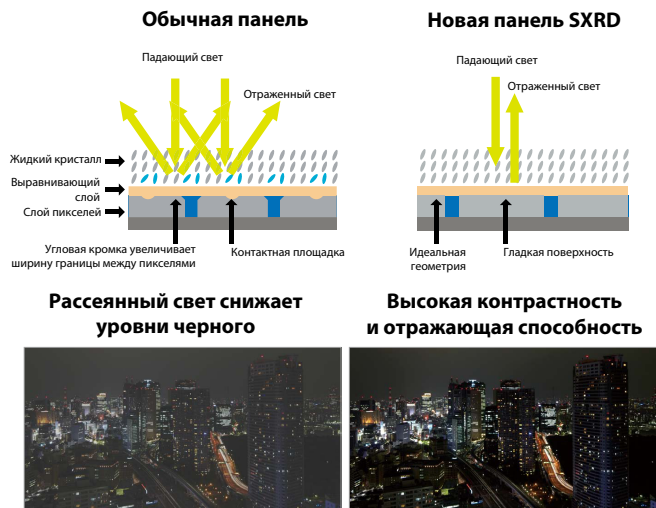 Обычная панель
Новая панель SXRD
Падающий свет
Отраженный свет
Падающий свет
Отраженный свет
Жидкий кристалл
Выравнивающий
слой
Слой пикселей
Угловая кромка увеличивает
ширину границы между пикселями
Контактная площадка
Идеальная
геометрия
Гладкая поверхность
Рассеянный свет снижает
уровни черного
Высокая контрастность
и отражающая способность